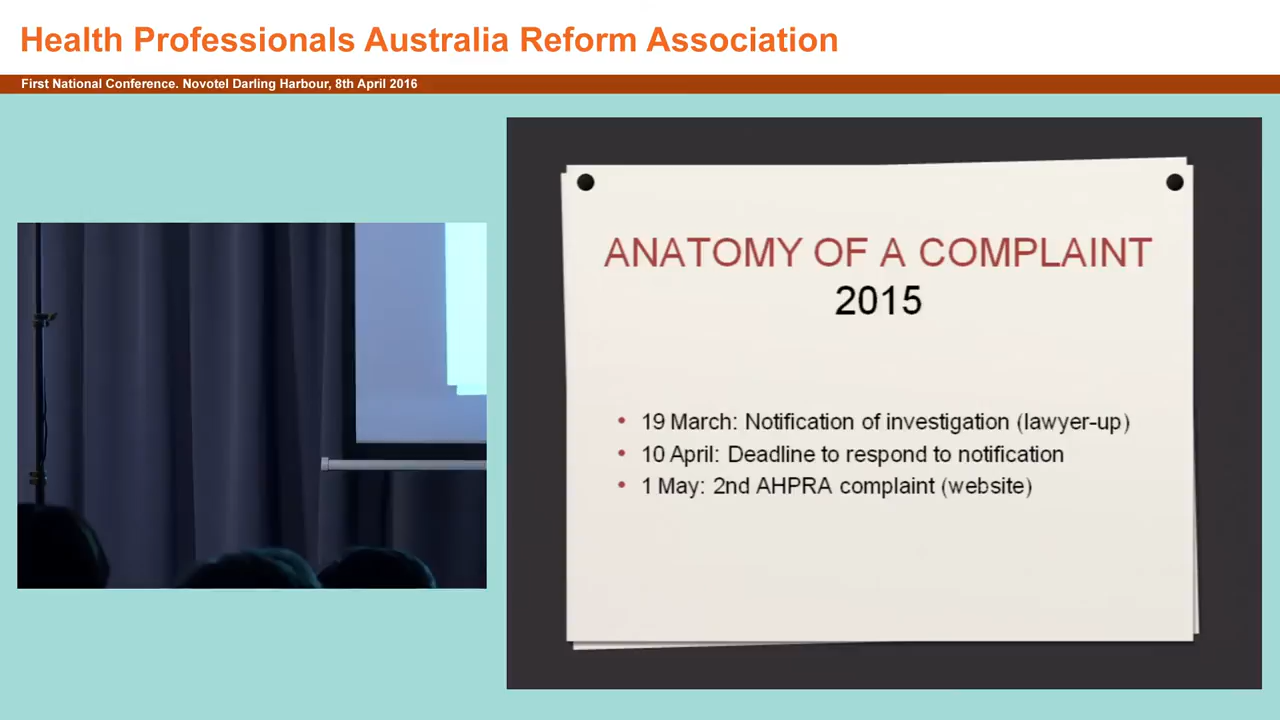 Health Professionals Australia Reform Association
First National Conference. Novotel Darling Harbour, 8th April 2016
ANATOMY OF A COMPLAINT
2015
• 19 March: Notification of investigation (lawyer-up)
• 10 April: Deadline to respond to notification
• 1 May: 2nd AHPRA complaint (website)